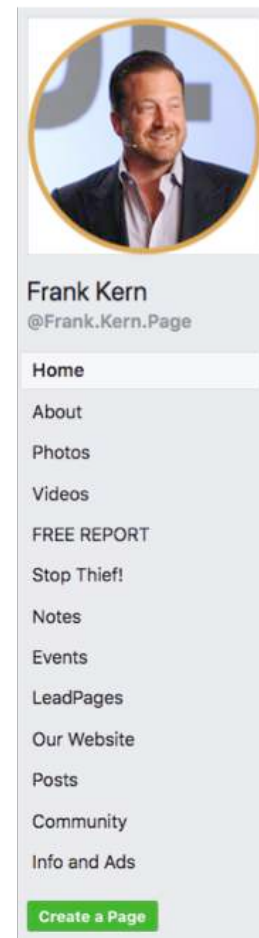 Frank Kern
@Frank.Kern.Page
Home
About
Photos
Videos
FREE REPORT
Stop Thief!
Notes
Events
LeadPages
Our Website
Posts
Community
Info and Ads
Create a Page